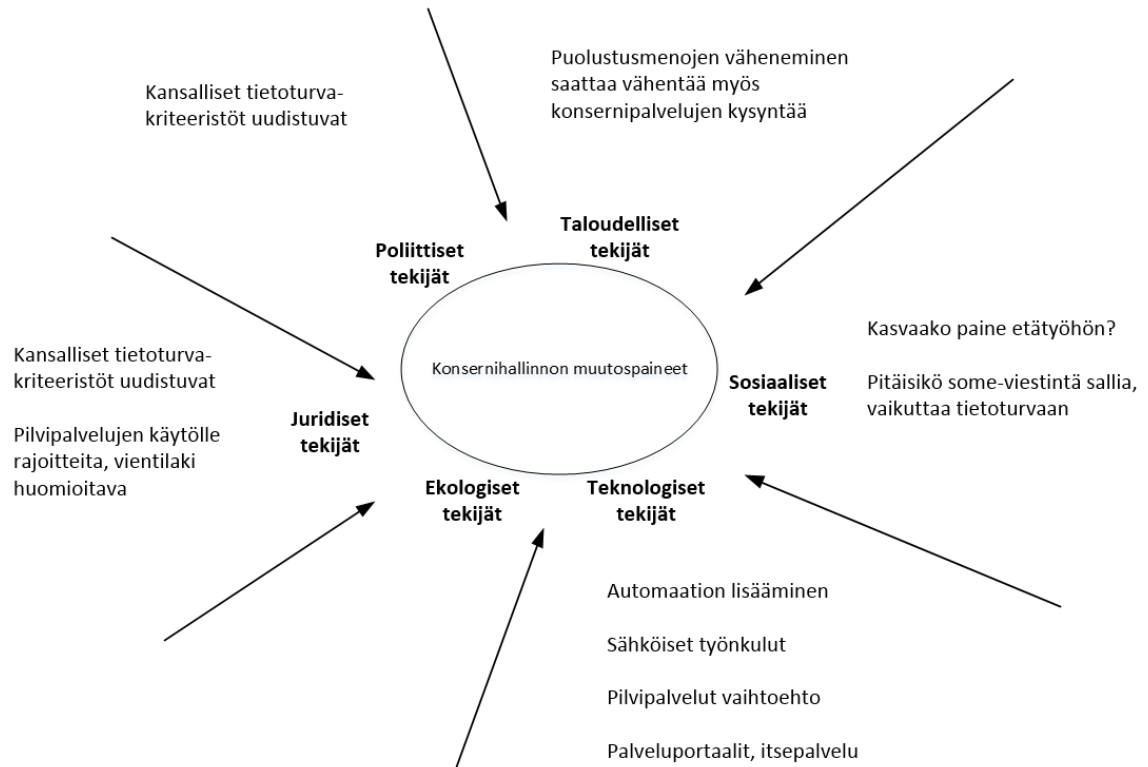 Kansalliset tietoturva-
kriteeristöt uudistuvat
Puolustusmenojen väheneminen
saattaa vähentää myös
konsernipalvelujen kysyntää
Poliittiset
tekijät
Taloudelliset
tekijät
Konsernihallinnon muutospaineet
Kansalliset tietoturva-
kriteeristöt uudistuvat
Pilvipalvelujen käytölle
rajoitteita, vientilaki
huomioitava
Juridiset
tekijät
Sosiaaliset
tekijät
Kasvaako paine etätyöhön?
Pitäisikö some-viestintä sallia,
vaikuttaa tietoturvaan
Ekologiset
tekijät
Teknologiset
tekijät
Automaation lisääminen
Sähköiset työnkulut
Pilvipalvelut vaihtoehto
Palveluportaalit, itsepalvelu